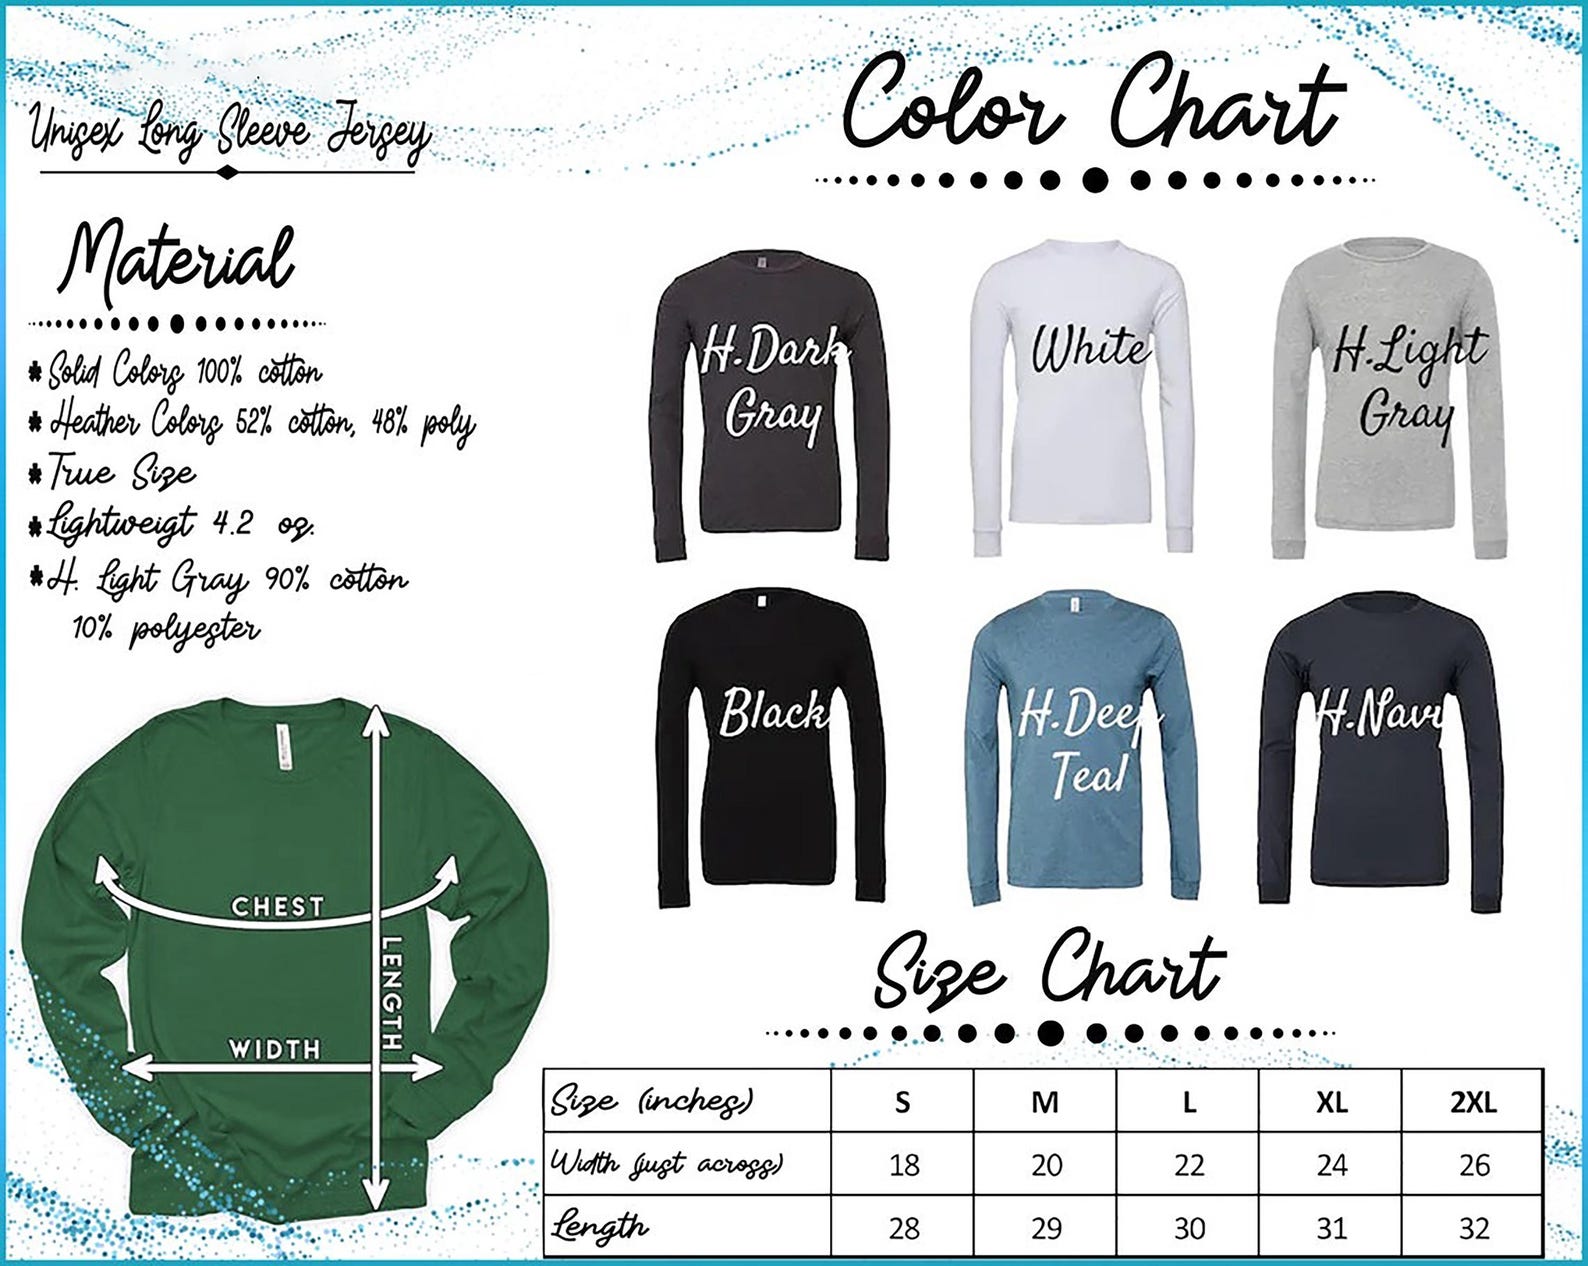 Unisex Long Sleeve Jersey
Material
* Solid Colors 100% cotton
* Heather Colors 52% cotton, 48% poly
* True Size
* Lightweigt 4.2 oz.
* H. Light Gray 90% cotton
10% polyester
CHEST
LENGTH
WIDTH
Color Chart
H.Dark
Gray
White
H.Light
Gray
Black
H.Deep
Teal
H.Navy
Size Chart
Size (inches) S M L XL 2XL
Width (just across) 18 20 22 24 26
Length 28 29 30 31 32